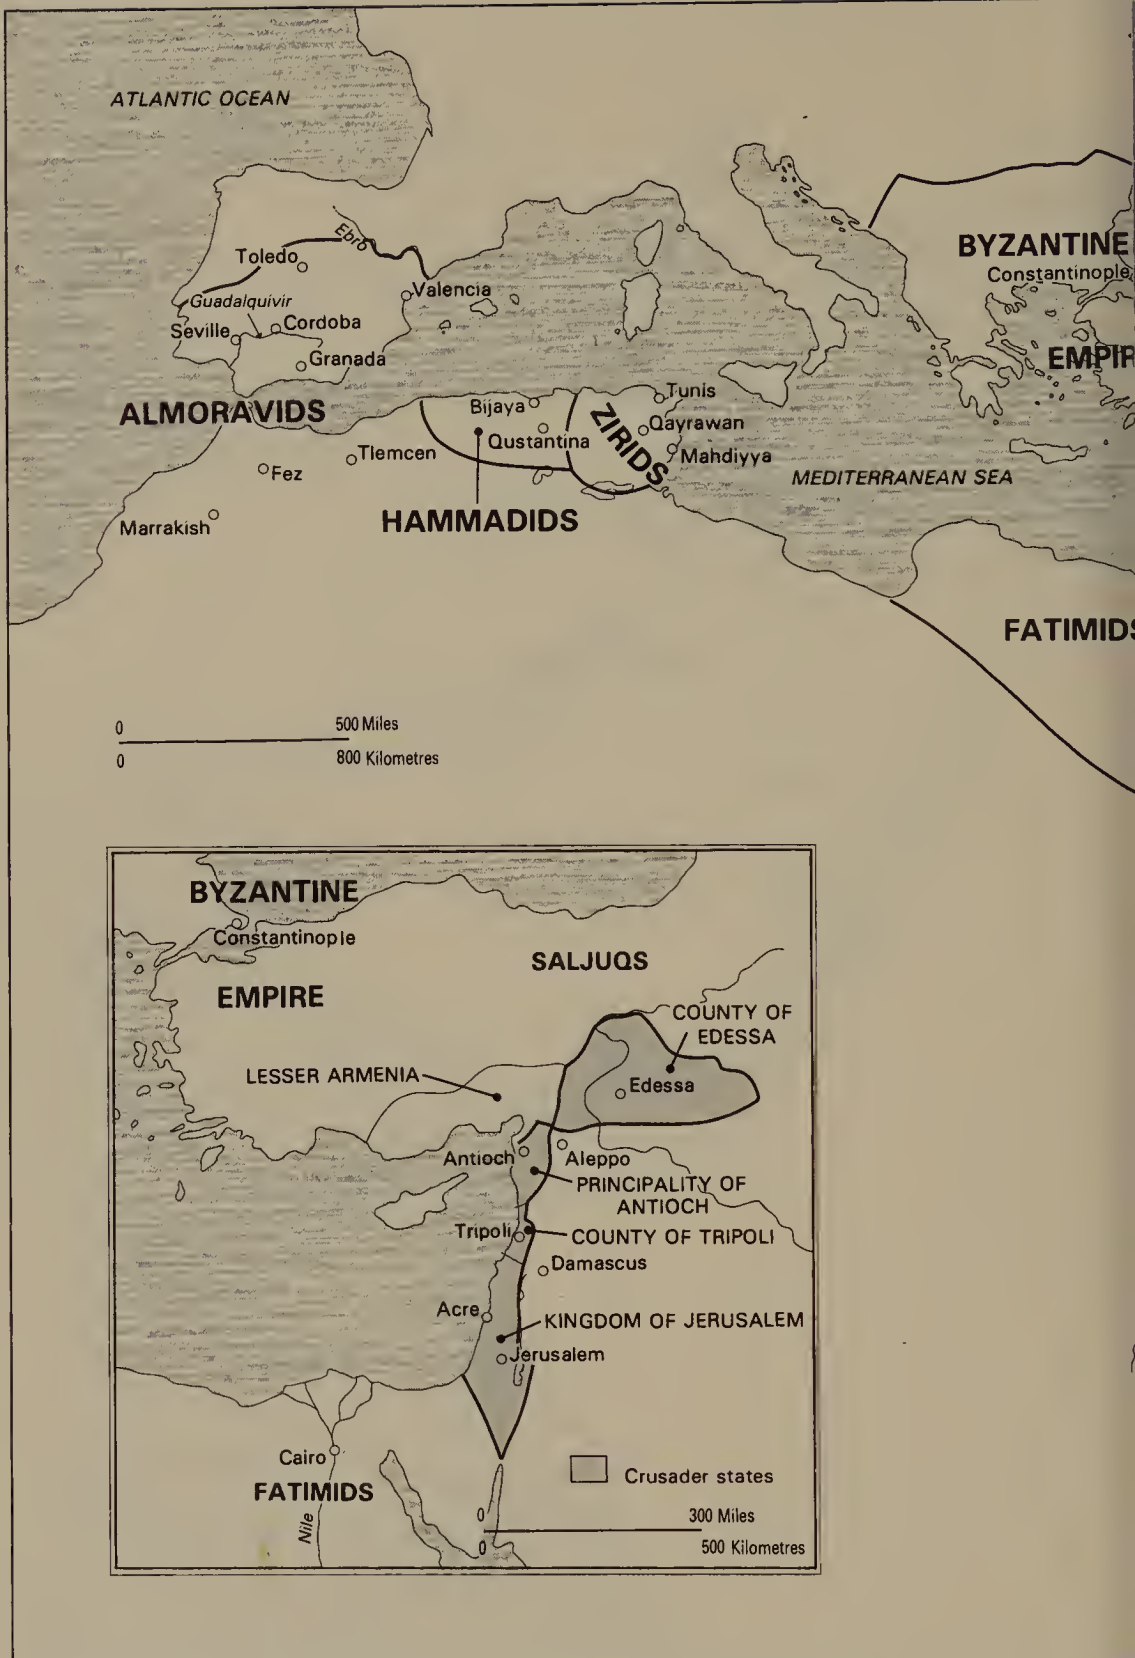 ATLANTIC OCEAN
Ebro
Toledo
BYZANTINE
Constantinople
Guadalquivir
Valencia
Seville
Cordoba
Granada
EMPIR
ALMORAVIDS
Bijaya
Tunis
ZIRIDS
Qayrawan
Qustantina
Tlemcen
Mahdiyya
Fez
MEDITERRANEAN SEA
Marrakish
HAMMADIDS
FATIMIDS
0 500 Miles
0 800 Kilometres
BYZANTINE
Constantinople
SALJUQS
EMPIRE
COUNTY OF
EDESSA
LESSER ARMENIA
Edessa
Antioch
Aleppo
PRINCIPALITY OF
ANTIOCH
Tripoli
COUNTY OF TRIPOLI
Damascus
Acre
KINGDOM OF JERUSALEM
Jerusalem
Cairo
Crusader states
FATIMIDS
Nile
0 300 Miles
0 500 Kilometres